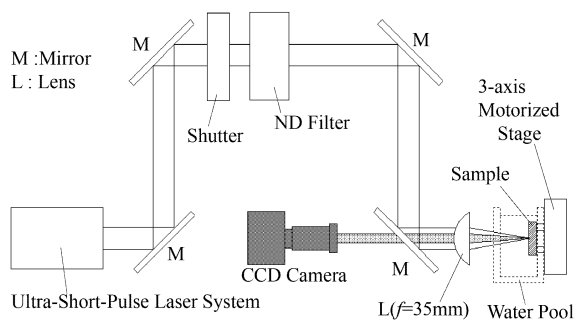 M :Mirror
L : Lens
M
M
Shutter
ND Filter
3-axis
Motorized
Stage
Sample
M
CCD Camera
M
Ultra-Short-Pulse Laser System
L(f=35mm)
Water Pool